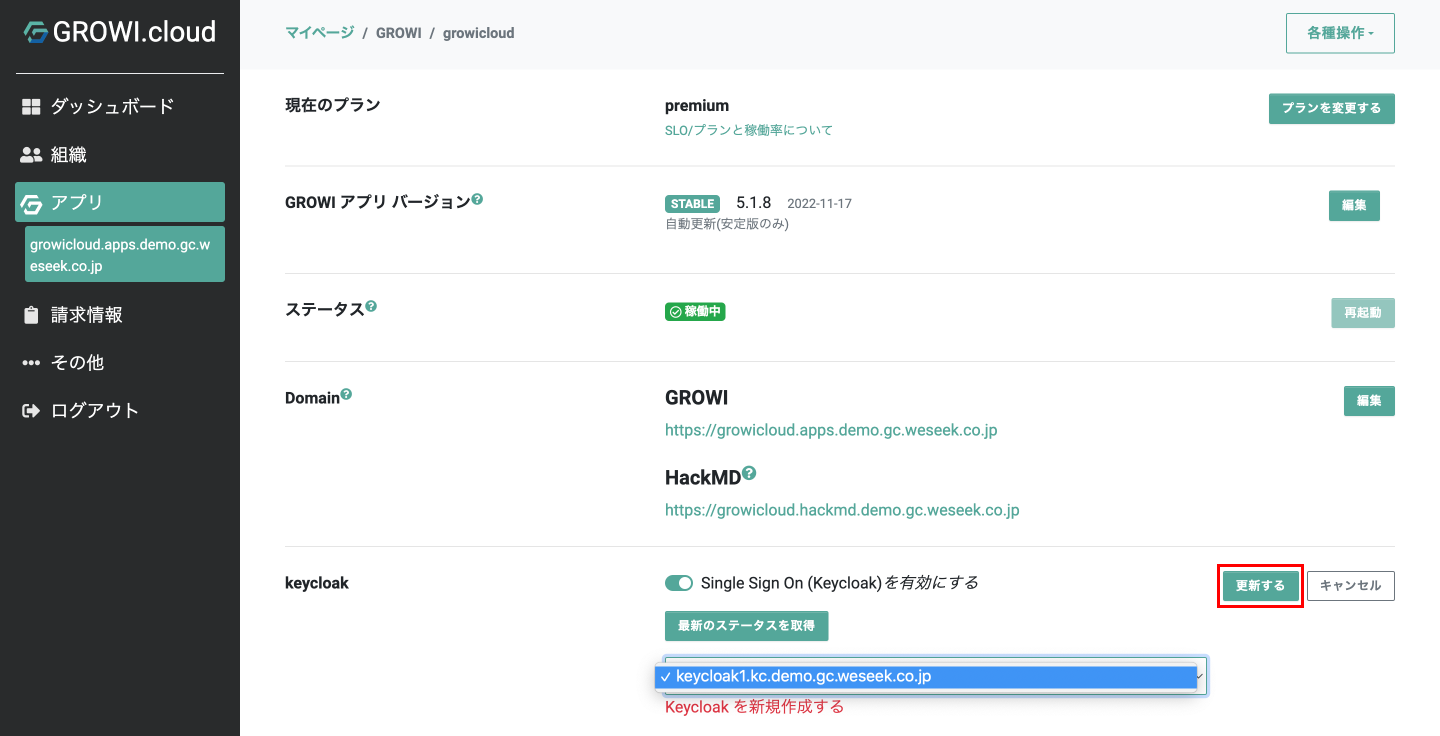 GROWI.cloud
マイページ / GROWI / growicloud
各種操作
ダッシュボード
組織
アプリ
growicloud.apps.demo.gc.w
eseek.co.jp
請求情報
その他
ログアウト
現在のプラン
premium
SLO/プランと稼働率について
プランを変更する
GROWI アプリ バージョン
STABLE 5.1.8 2022-11-17
自動更新(安定版のみ)
編集
ステータス
稼働中
再起動
Domain
GROWI
https://growicloud.apps.demo.gc.weseek.co.jp
編集
HackMD
https://growicloud.hackmd.demo.gc.weseek.co.jp
keycloak
Single Sign On (Keycloak)を有効にする
更新する
キャンセル
最新のステータスを取得
keycloak1.kc.demo.gc.weseek.co.jp
Keycloak を新規作成する